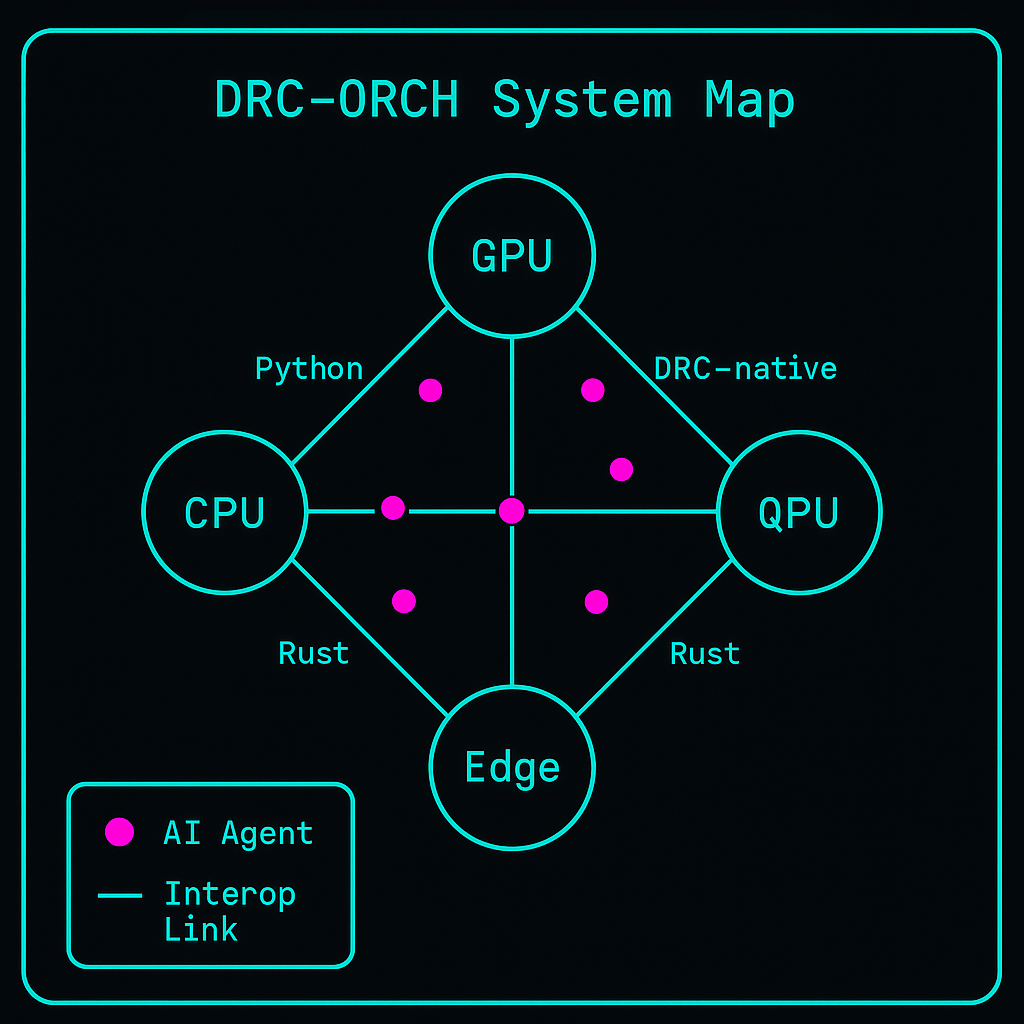 DRC-ORCH System Map
GPU
Python
DRC-native
CPU
QPU
Rust
Rust
Edge
AI Agent
Interop
Link